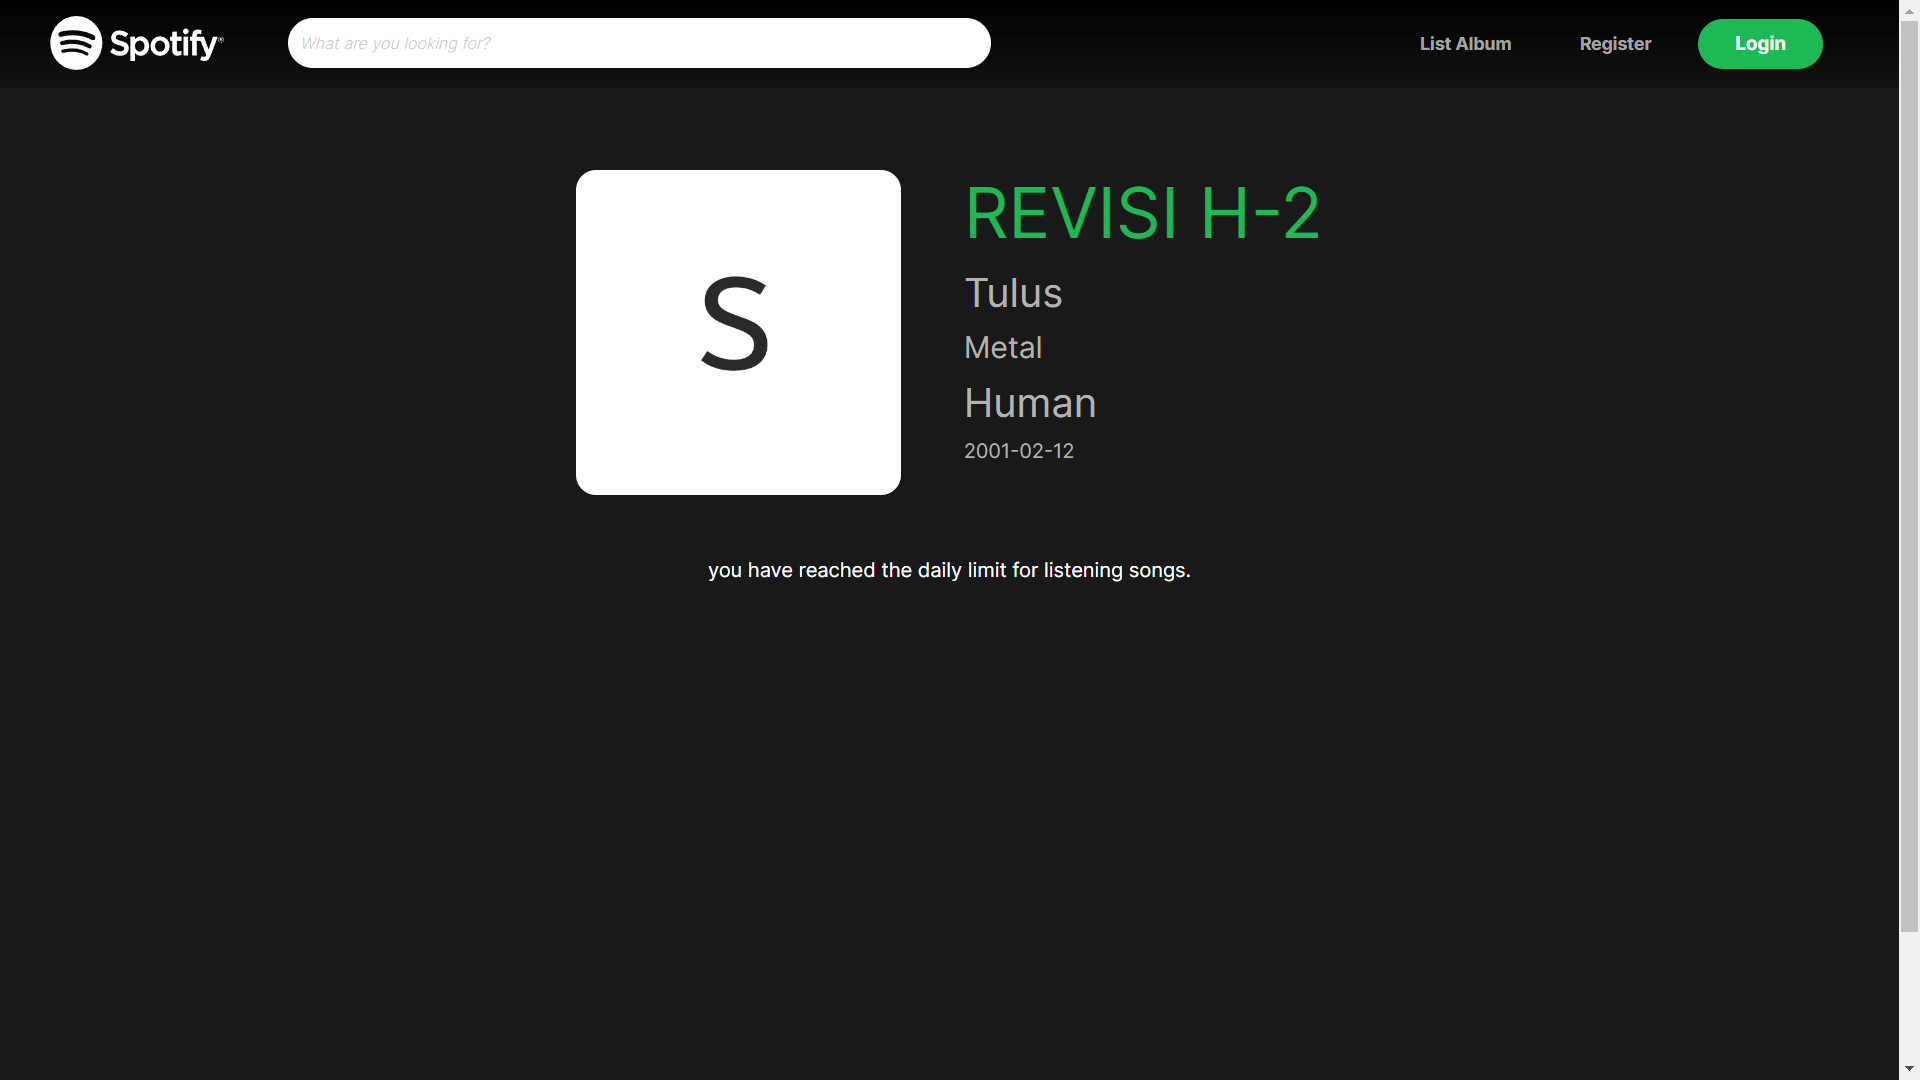 Spotify®
What are you looking for?
List Album
Register
Login
S
REVISI H-2
Tulus
Metal
Human
2001-02-12
you have reached the daily limit for listening songs.